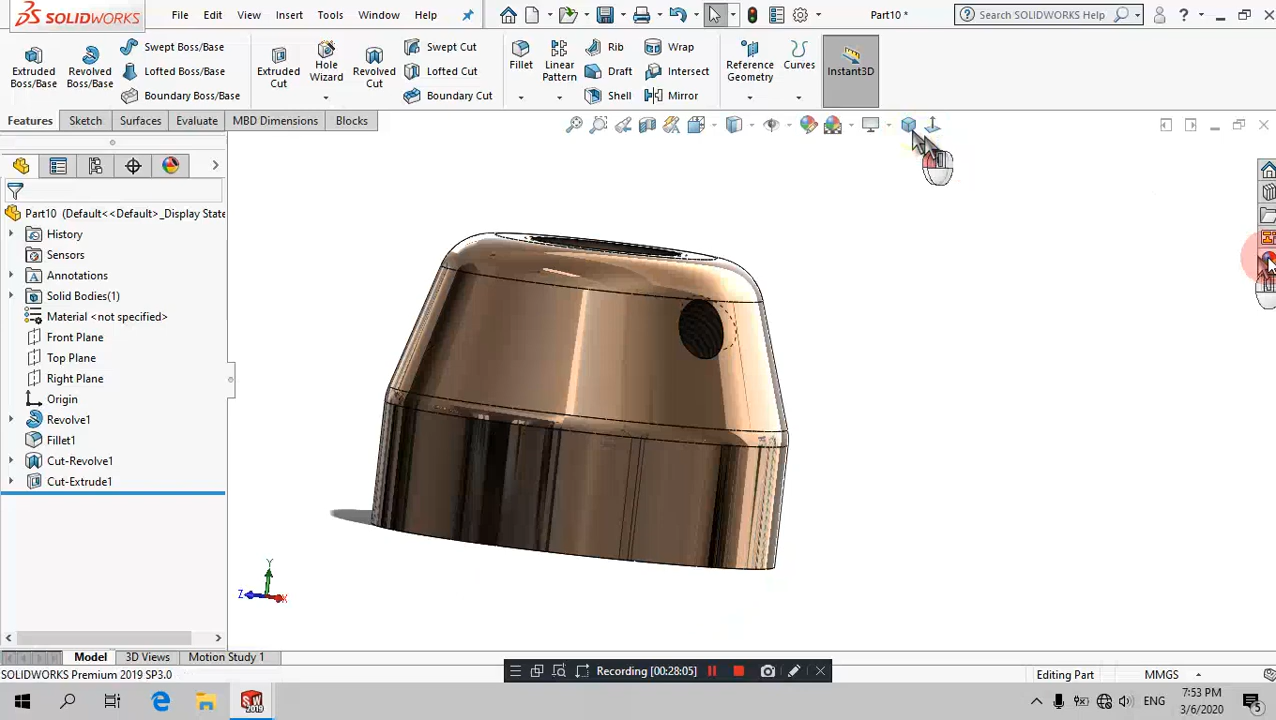 SOLIDWORKS File Edit View Insert Tools Window Help Part10 * Search SOLIDWORKS Help
Extruded Boss/Base Revolved Boss/Base Swept Boss/Base Lofted Boss/Base Boundary Boss/Base Extruded Cut Hole Wizard Revolved Cut Swept Cut Lofted Cut Boundary Cut Fillet Linear Pattern Rib Draft Shell Wrap Intersect Mirror Reference Geometry Curves Instant3D
Features Sketch Surfaces Evaluate MBD Dimensions Blocks
Part10 (Default<<Default>_Display State
History
Sensors
Annotations
Solid Bodies(1)
Material <not specified>
Front Plane
Top Plane
Right Plane
Origin
Revolve1
Fillet1
Cut-Revolve1
Cut-Extrude1
Y
Z X
Model 3D Views Motion Study 1
SOLIDWORKS Premium 2019 SP3.0 Recording [00:28:05] Editing Part MMGS
SW 2019 ENG 7:53 PM
3/6/2020 5